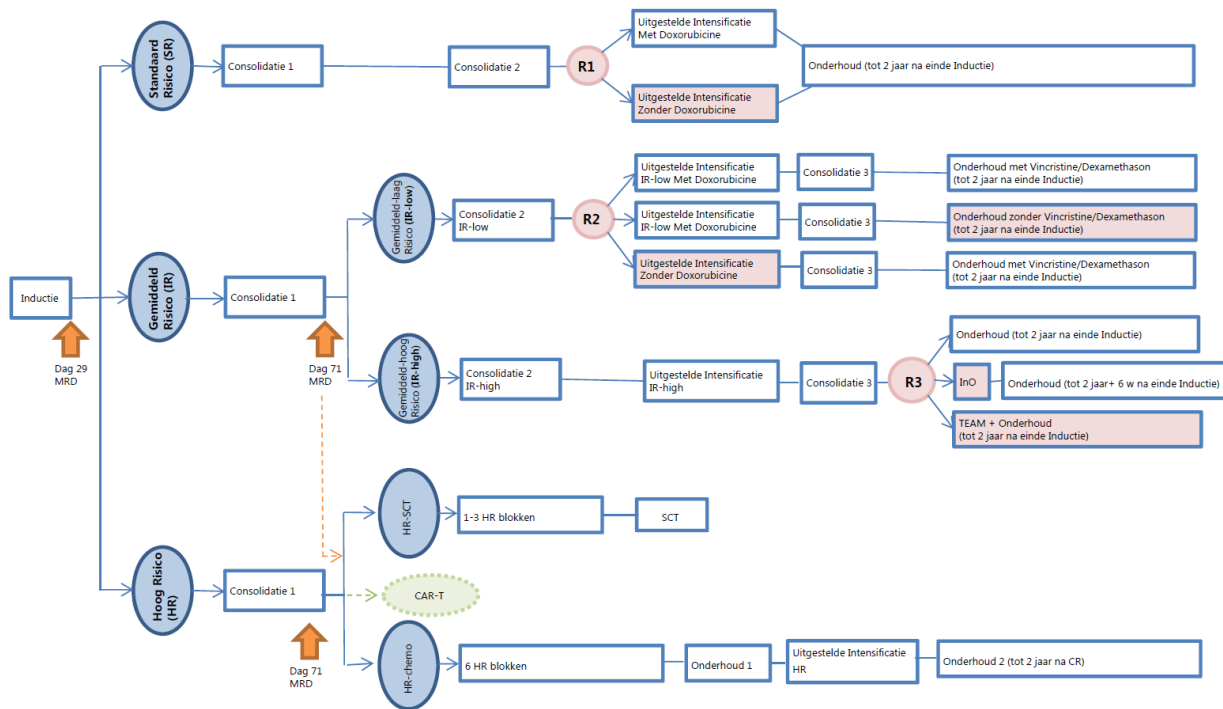 Standaard
Risico (SR)
Consolidatie 1
Consolidatie 2
R1
Uitgestelde Intensificatie
Met Doxorubicine
Uitgestelde Intensificatie
Zonder Doxorubicine
Onderhoud (tot 2 jaar na einde Inductie)
Inductie
Dag 29
MRD
Gemiddeld
Risico (IR)
Consolidatie 1
Dag 71
MRD
Gemiddeld-laag
Risico (IR-low)
Consolidatie 2
IR-low
R2
Uitgestelde Intensificatie
IR-low Met Doxorubicine
Consolidatie 3
Onderhoud met Vincristine/Dexamethason
(tot 2 jaar na einde Inductie)
Uitgestelde Intensificatie
IR-low Met Doxorubicine
Consolidatie 3
Onderhoud zonder Vincristine/Dexamethason
(tot 2 jaar na einde Inductie)
Uitgestelde Intensificatie
Zonder Doxorubicine
Consolidatie 3
Onderhoud met Vincristine/Dexamethason
(tot 2 jaar na einde Inductie)
Gemiddeld-hoog
Risico (IR-high)
Consolidatie 2
IR-high
Uitgestelde Intensificatie
IR-high
Consolidatie 3
R3
Onderhoud (tot 2 jaar na einde Inductie)
InO
Onderhoud (tot 2 jaar+ 6 w na einde Inductie)
TEAM + Onderhoud
(tot 2 jaar na einde Inductie)
Hoog Risico
(HR)
Consolidatie 1
Dag 71
MRD
HR-SCT
1-3 HR blokken
SCT
CAR-T
HR-chemo
6 HR blokken
Onderhoud 1
Uitgestelde Intensificatie
HR
Onderhoud 2 (tot 2 jaar na CR)